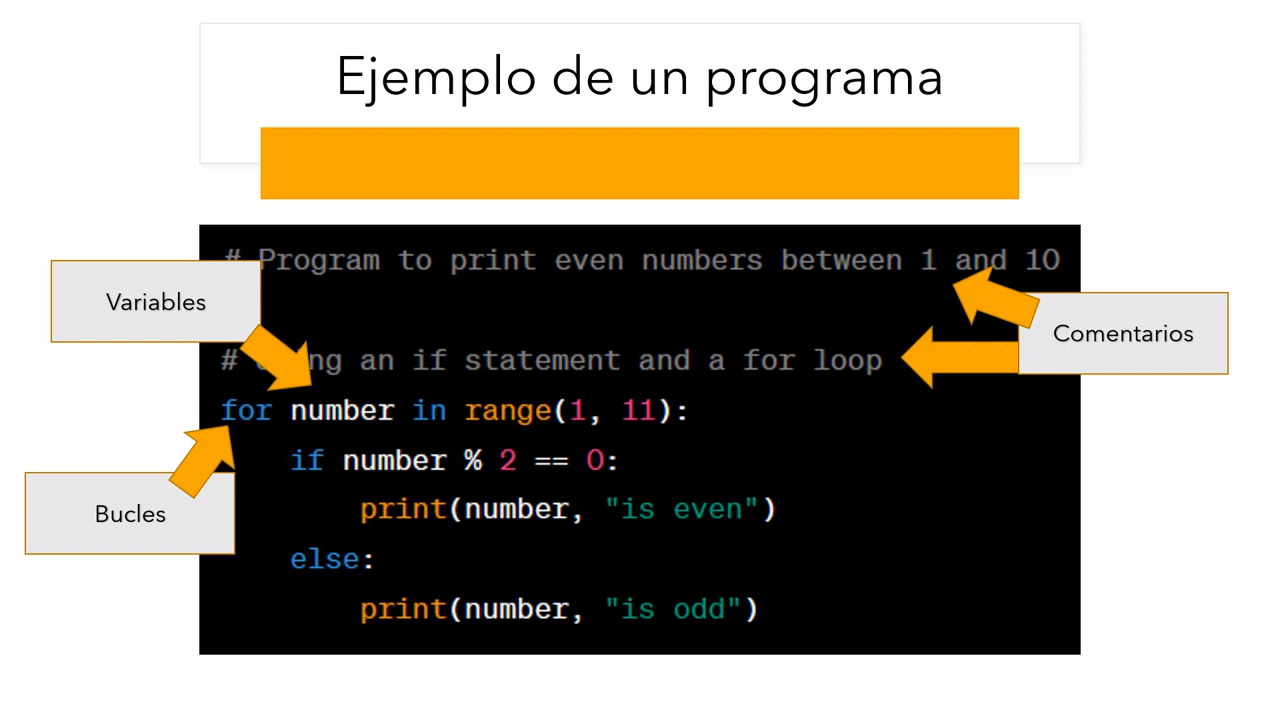 Ejemplo de un programa
# Program to print even numbers between 1 and 10
Variables
Comentarios
# an if statement and a for loop
for number in range(1, 11):
if number % 2 == 0:
print(number, "is even")
Bucles
else:
print(number, "is odd")